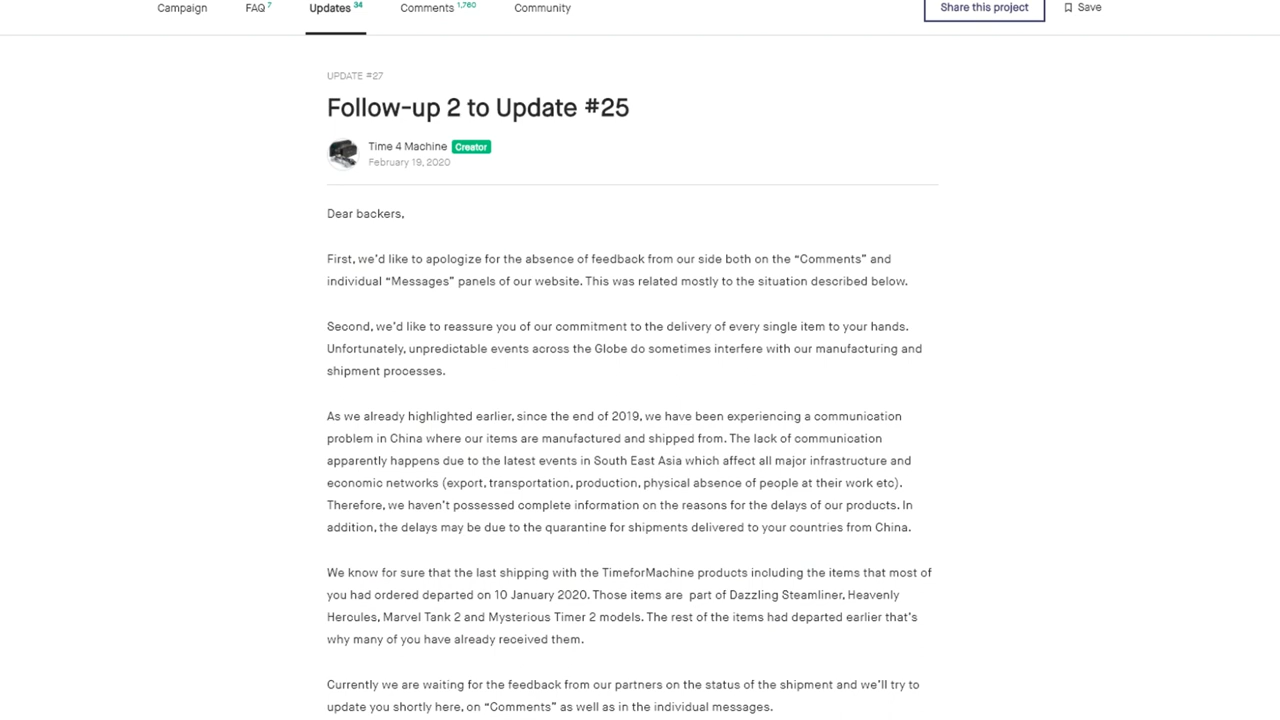 Campaign FAQ 7 Updates 34 Comments 1,760 Community Share this project Save
UPDATE #27
Follow-up 2 to Update #25
Time 4 Machine Creator
February 19, 2020
Dear backers,
First, we'd like to apologize for the absence of feedback from our side both on the “Comments” and
individual “Messages” panels of our website. This was related mostly to the situation described below.
Second, we'd like to reassure you of our commitment to the delivery of every single item to your hands.
Unfortunately, unpredictable events across the Globe do sometimes interfere with our manufacturing and
shipment processes.
As we already highlighted earlier, since the end of 2019, we have been experiencing a communication
problem in China where our items are manufactured and shipped from. The lack of communication
apparently happens due to the latest events in South East Asia which affect all major infrastructure and
economic networks (export, transportation, production, physical absence of people at their work etc).
Therefore, we haven't possessed complete information on the reasons for the delays of our products. In
addition, the delays may be due to the quarantine for shipments delivered to your countries from China.
We know for sure that the last shipping with the TimeforMachine products including the items that most of
you had ordered departed on 10 January 2020. Those items are part of Dazzling Steamliner, Heavenly
Hercules, Marvel Tank 2 and Mysterious Timer 2 models. The rest of the items had departed earlier that's
why many of you have already received them.
Currently we are waiting for the feedback from our partners on the status of the shipment and we'll try to
update you shortly here, on “Comments” as well as in the individual messages.